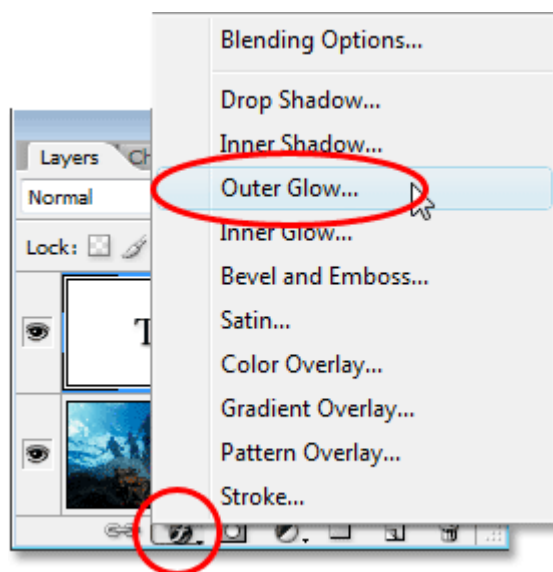 Blending Options...
Drop Shadow...
Inner Shadow...
Outer Glow...
Inner Glow...
Bevel and Emboss...
Satin...
Color Overlay...
Gradient Overlay...
Pattern Overlay...
Stroke...
Layers Ch
Normal
Lock:
T